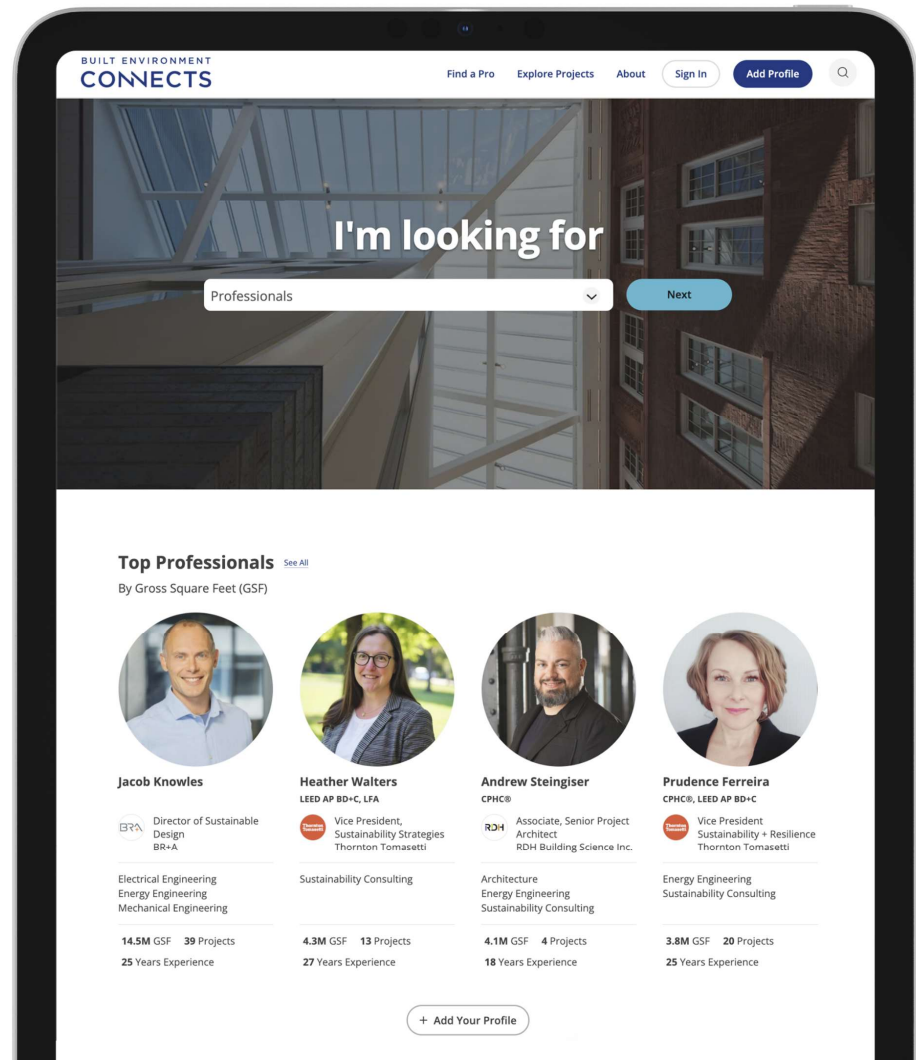 BUILT ENVIRONMENT
CONNECTS
Find a Pro
Explore Projects
About
Sign In
Add Profile
I'm looking for
Professionals
Next
Top Professionals
See All
By Gross Square Feet (GSF)
Jacob Knowles
BR+A
Director of Sustainable
Design
BR+A
Electrical Engineering
Energy Engineering
Mechanical Engineering
14.5M GSF 39 Projects
25 Years Experience
Heather Walters
LEED AP BD+C, LFA
Thornton
Tomasetti
Vice President,
Sustainability Strategies
Thornton Tomasetti
Sustainability Consulting
4.3M GSF 13 Projects
27 Years Experience
Andrew Steingiser
CPHC®
RDH
Associate, Senior Project
Architect
RDH Building Science Inc.
Architecture
Energy Engineering
Sustainability Consulting
4.1M GSF 4 Projects
18 Years Experience
Prudence Ferreira
CPHC®, LEED AP BD+C
Thornton
Tomasetti
Vice President
Sustainability + Resilience
Thornton Tomasetti
Energy Engineering
Sustainability Consulting
3.8M GSF 20 Projects
25 Years Experience
+ Add Your Profile